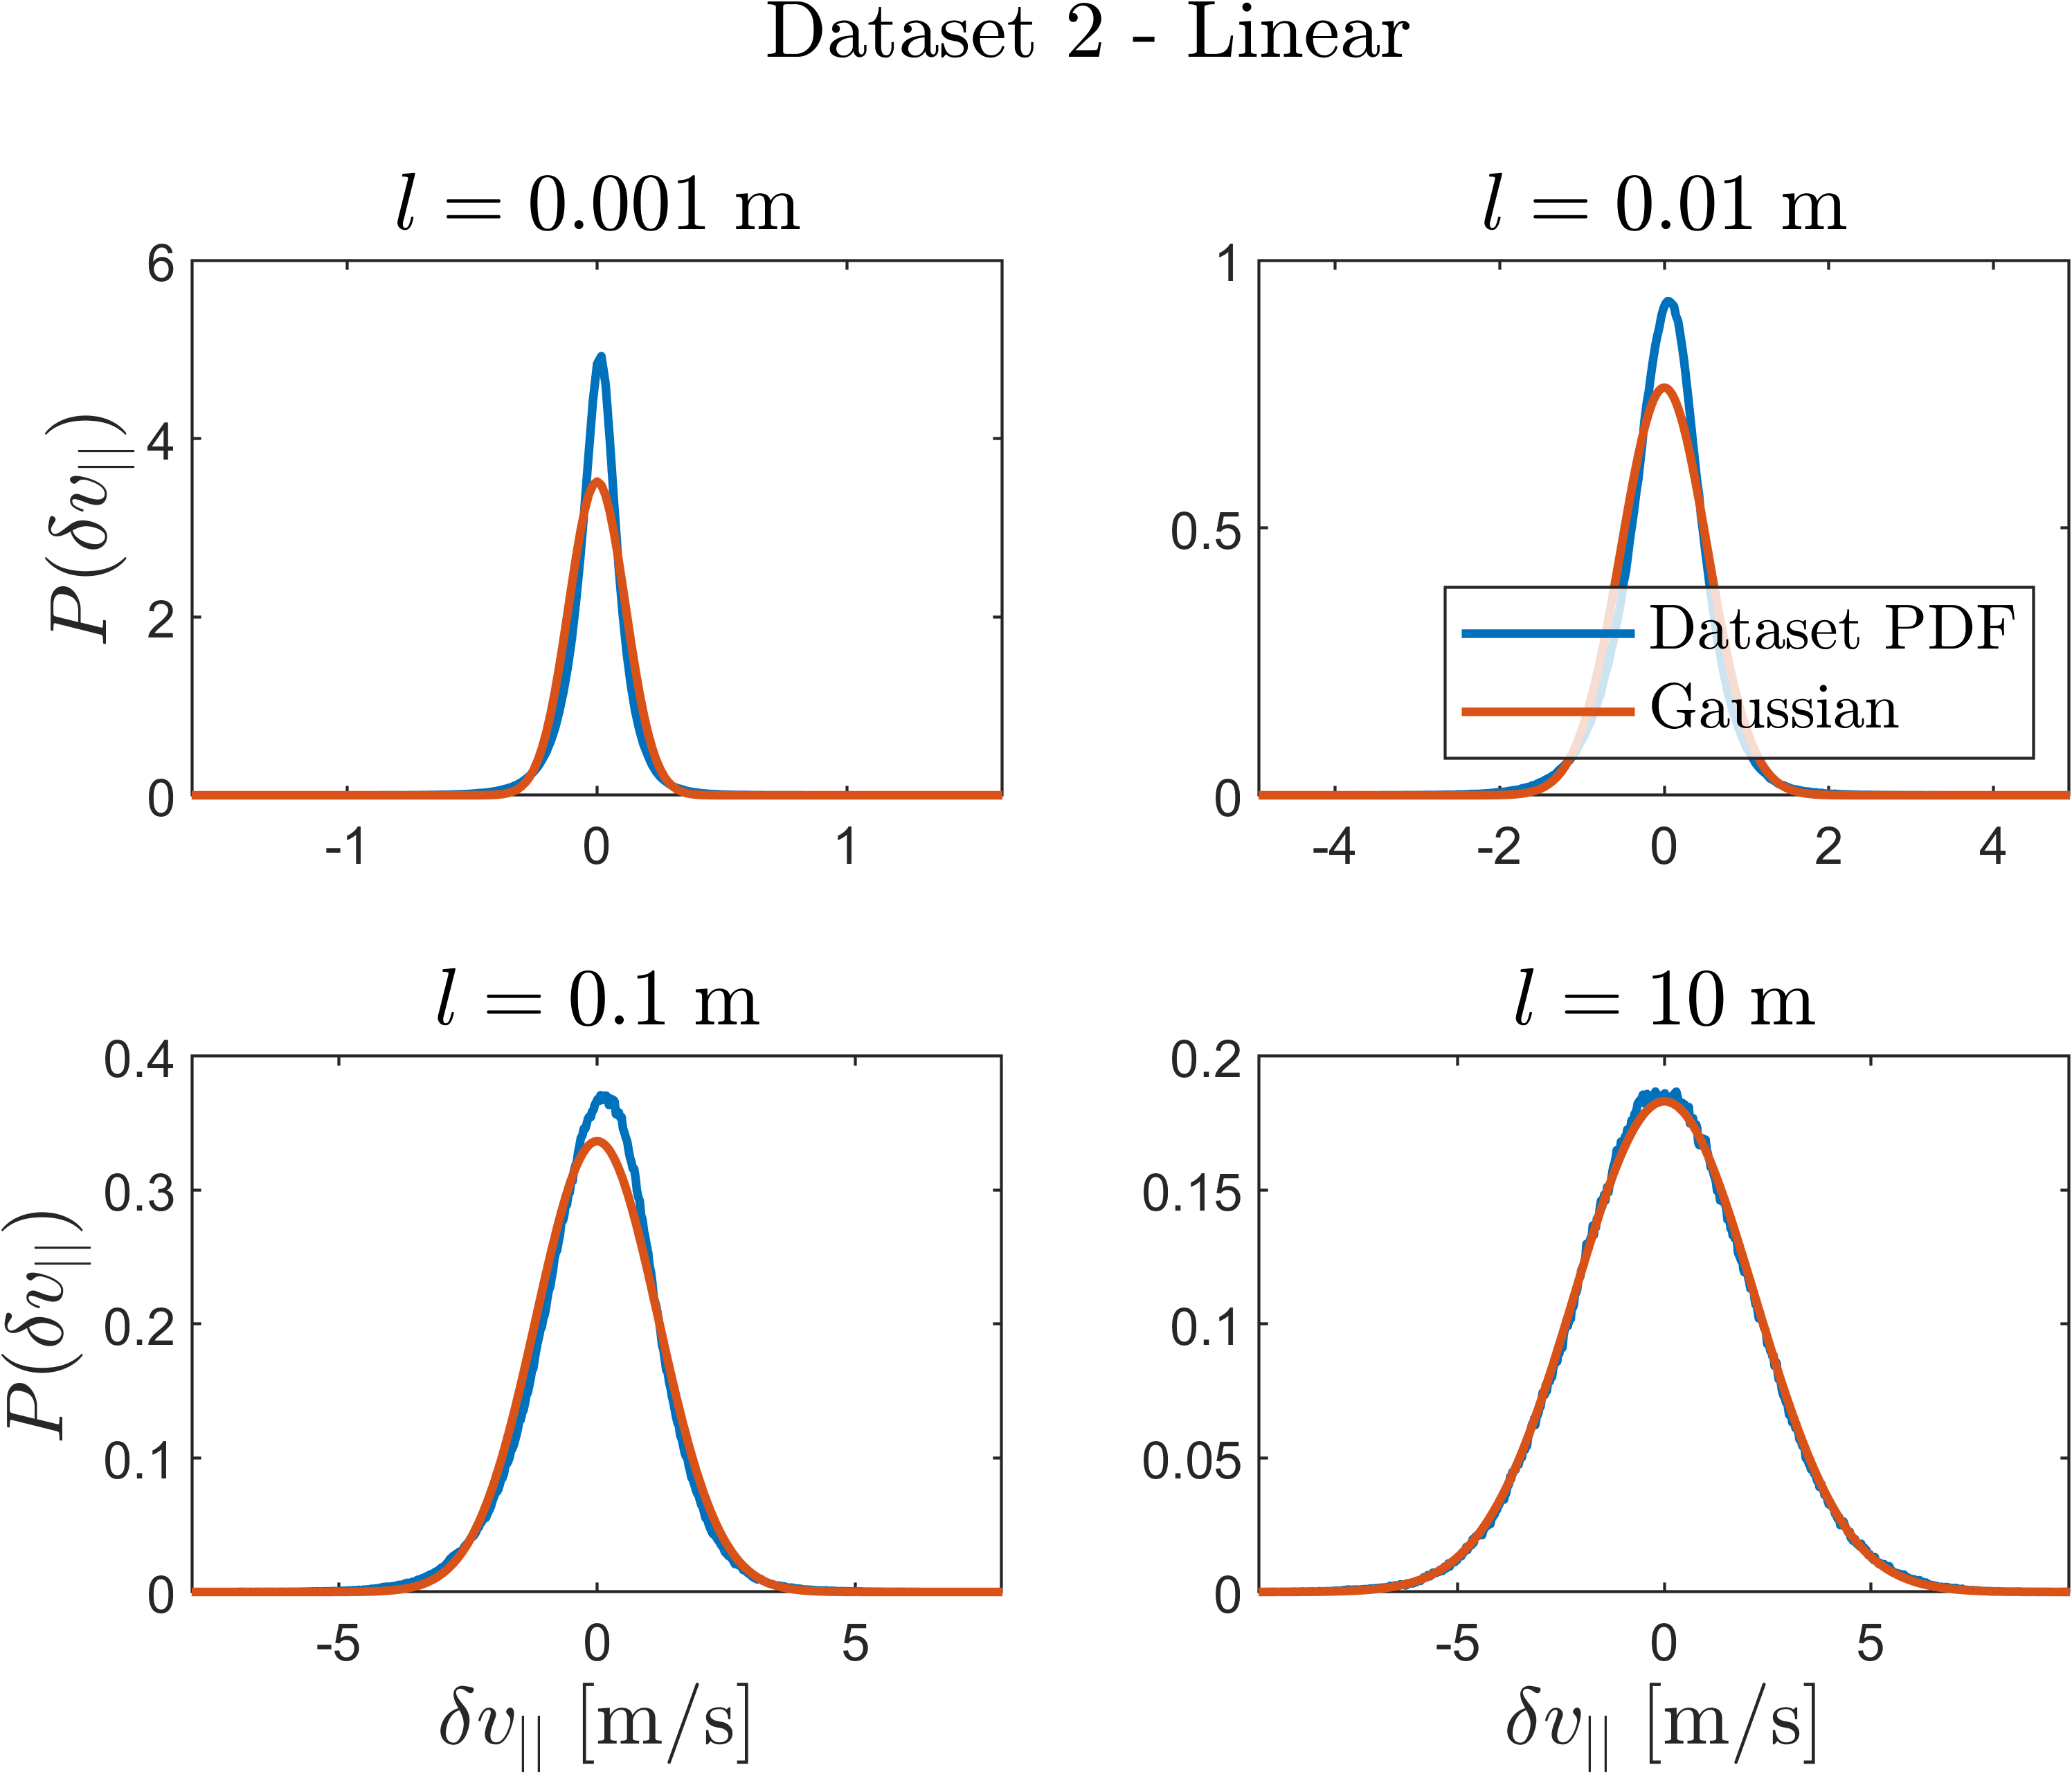 Dataset 2 - Linear
l = 0.001 m
6
4
2
0
-1 0 1
P(δv||)
l = 0.01 m
1
0.5
0
-4 -2 0 2 4
Dataset PDF
Gaussian
l = 0.1 m
0.4
0.3
0.2
0.1
0
-5 0 5
P(δv||)
δv|| [m/s]
l = 10 m
0.2
0.15
0.1
0.05
0
-5 0 5
δv|| [m/s]